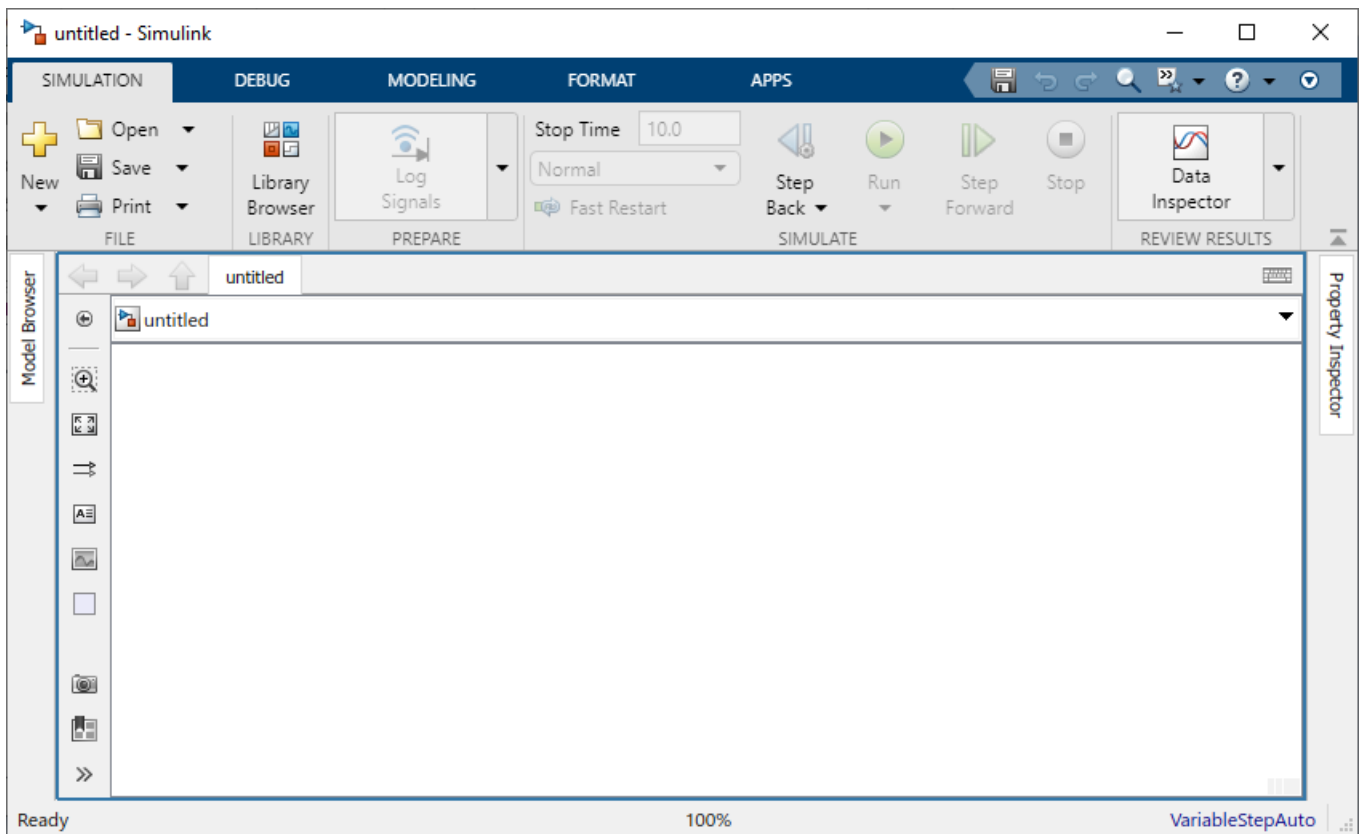 untitled - Simulink
SIMULATION DEBUG MODELING FORMAT APPS
New
Open
Save
Print
FILE
Library
Browser
LIBRARY
Log
Signals
PREPARE
Stop Time 10.0
Normal
Fast Restart
Step
Back
Run
Step
Forward
Stop
SIMULATE
Data
Inspector
REVIEW RESULTS
Model Browser
untitled
untitled
Property Inspector
Ready 100% VariableStepAuto